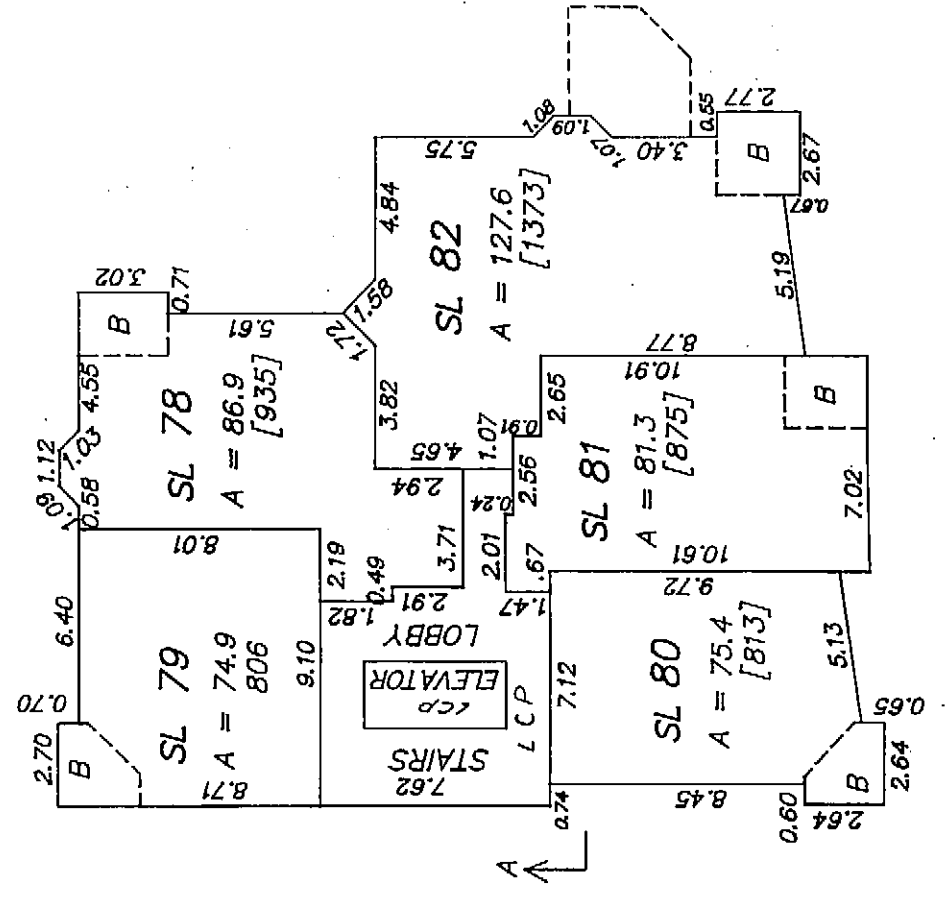 2.70
0.70
B
6.40
SL 79
A = 74.9
806
8.71
8.01
9.10
1.09
1.12
1.03
0.58
4.55
3.02
B
0.71
5.61
SL 78
A = 86.9
[935]
2.19
1.82
0.49
2.91
3.71
2.94
4.65
3.82
1.72
1.58
4.84
5.75
1.08
1.09
1.07
3.40
0.55
2.77
B
2.67
0.67
5.19
SL 82
A = 127.6
[1373]
8.77
1.07
0.91
2.65
2.56
0.24
2.01
.67
1.47
LOBBY
ELEVATOR
LCP
STAIRS
7.62
LCP
SL 81
A = 81.3
[875]
10.91
B
7.02
10.61
9.72
7.12
SL 80
A = 75.4
[813]
5.13
0.65
B
2.64
2.64
0.60
8.45
0.74
A